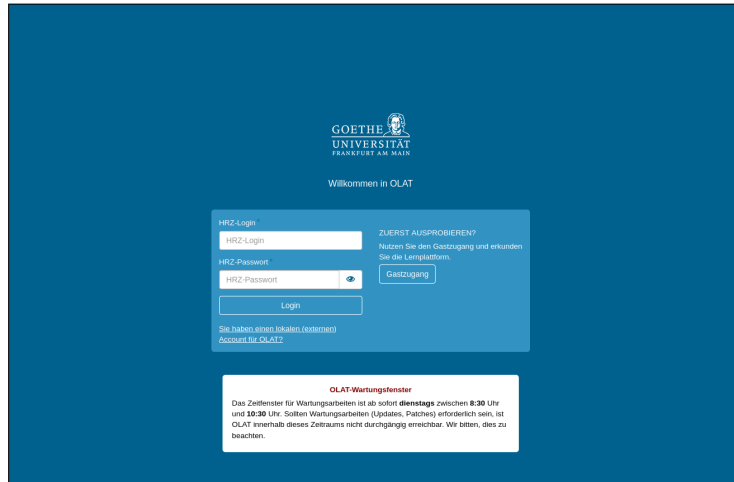 GOETHE
UNIVERSITÄT
FRANKFURT AM MAIN
Willkommen in OLAT
HRZ-Login *
HRZ-Login
HRZ-Passwort *
HRZ-Passwort
Login
Sie haben einen lokalen (externen)
Account für OLAT?
ZUERST AUSPROBIEREN?
Nutzen Sie den Gastzugang und erkunden
Sie die Lernplattform.
Gastzugang
OLAT-Wartungsfenster
Das Zeitfenster für Wartungsarbeiten ist ab sofort dienstags zwischen 8:30 Uhr
und 10:30 Uhr. Sollten Wartungsarbeiten (Updates, Patches) erforderlich sein, ist
OLAT innerhalb dieses Zeitraums nicht durchgängig erreichbar. Wir bitten, dies zu
beachten.